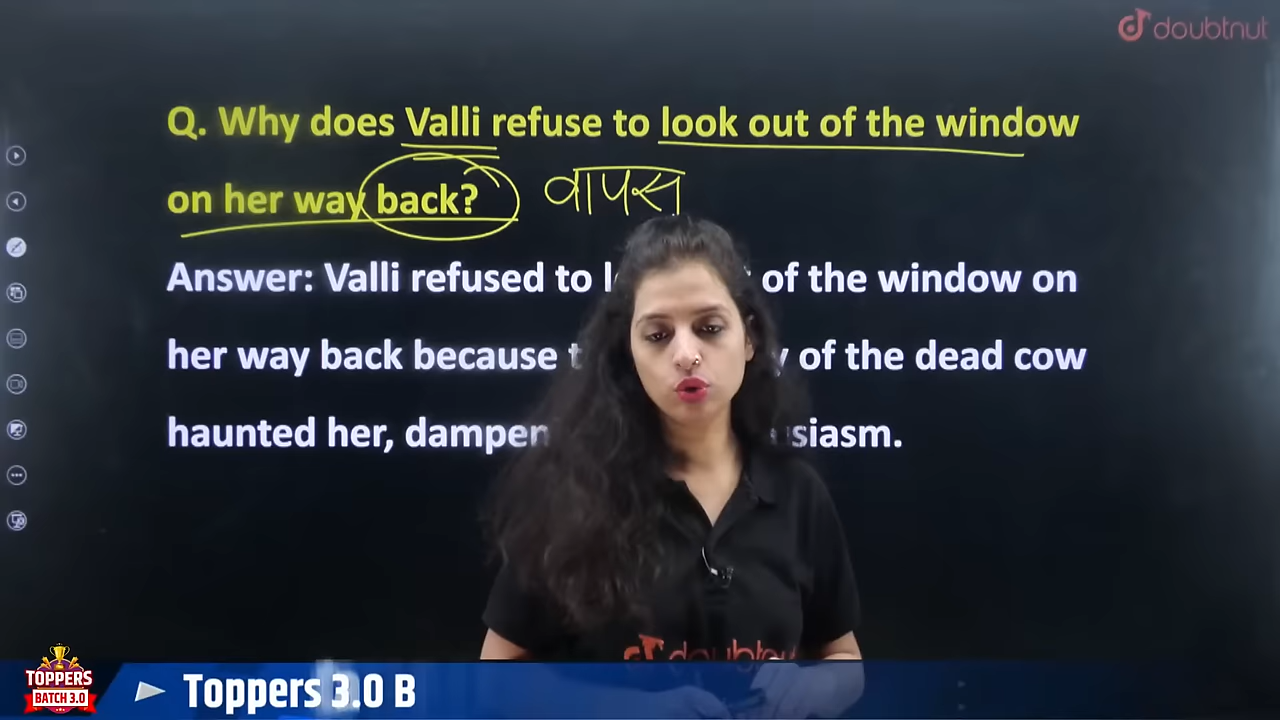 doubtnut
Q. Why does Valli refuse to look out of the window
on her way back? वापस
Answer: Valli refused to of the window on
her way back because of the dead cow
haunted her,
doubtnut
TOPPERS
BATCH 3.0
Toppers 3.0 B